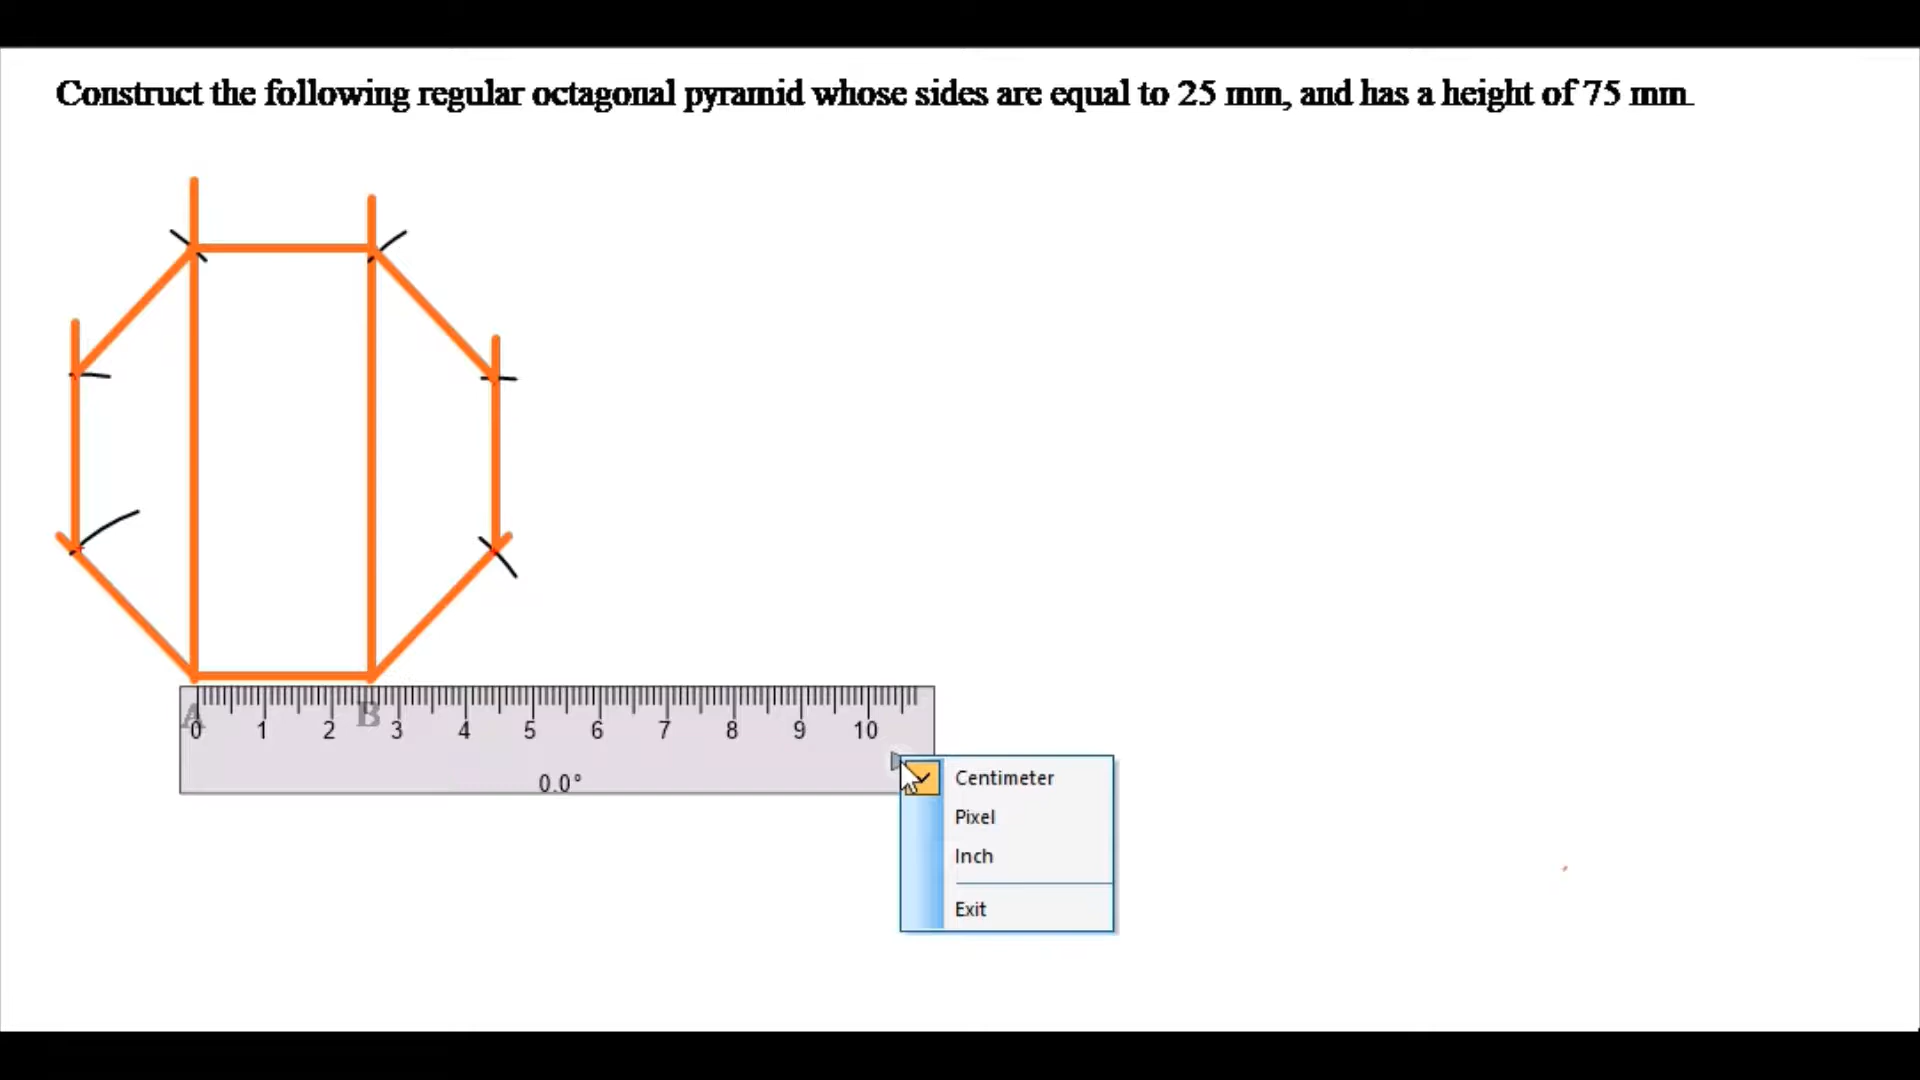 Construct the following regular octagonal pyramid whose sides are equal to 25 mm, and has a height of 75 mm.
A B
0 1 2 3 4 5 6 7 8 9 10
0.0°
Centimeter
Pixel
Inch
Exit